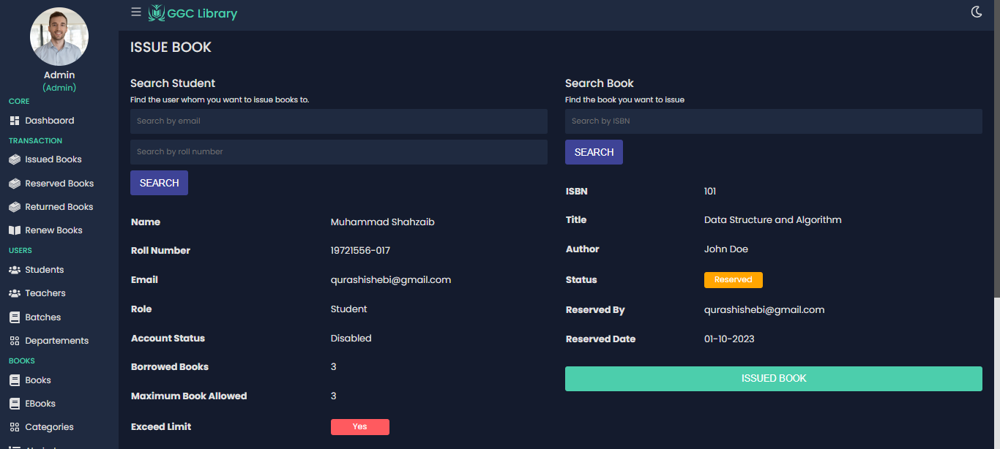 Admin
(Admin)
CORE
Dashbaord
TRANSACTION
Issued Books
Reserved Books
Returned Books
Renew Books
USERS
Students
Teachers
Batches
Departements
BOOKS
Books
EBooks
Categories
GGC Library
ISSUE BOOK
Search Student
Find the user whom you want to issue books to.
Search by email
Search by roll number
SEARCH
Name Muhammad Shahzaib
Roll Number 19721556-017
Email qurashishebi@gmail.com
Role Student
Account Status Disabled
Borrowed Books 3
Maximum Book Allowed 3
Exceed Limit Yes
Search Book
Find the book you want to issue
Search by ISBN
SEARCH
ISBN 101
Title Data Structure and Algorithm
Author John Doe
Status Reserved
Reserved By qurashishebi@gmail.com
Reserved Date 01-10-2023
ISSUED BOOK